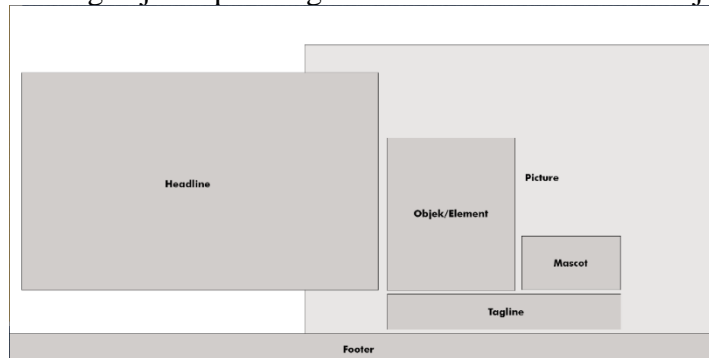 Headline
Picture
Objek/Element
Mascot
Tagline
Footer